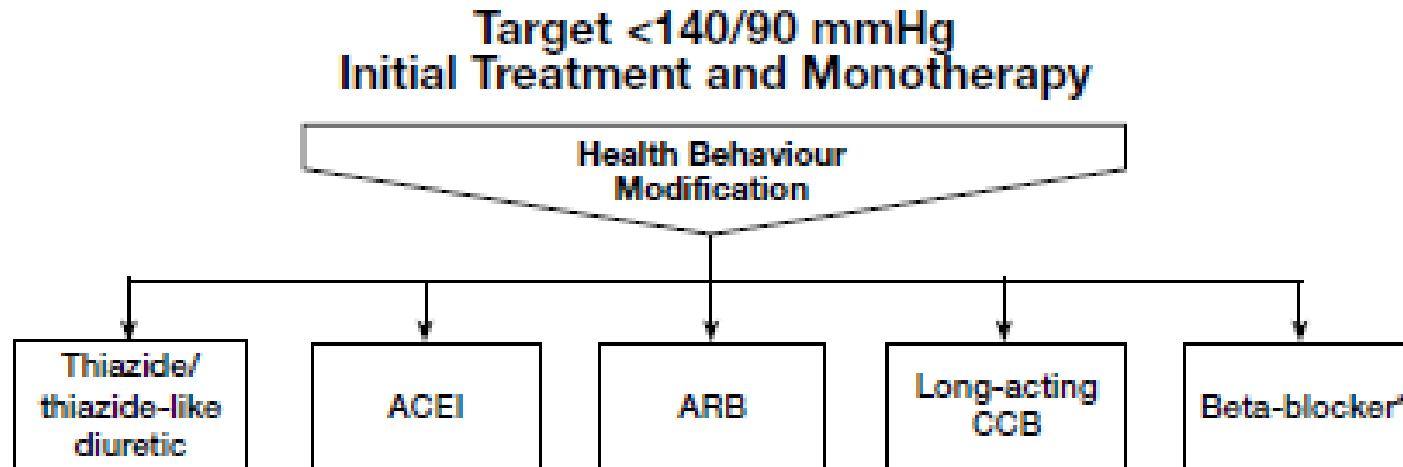 Target <140/90 mmHg
Initial Treatment and Monotherapy
Health Behaviour
Modification
Thiazide/
thiazide-like
diuretic
ACEI
ARB
Long-acting
CCB
Beta-blocker*